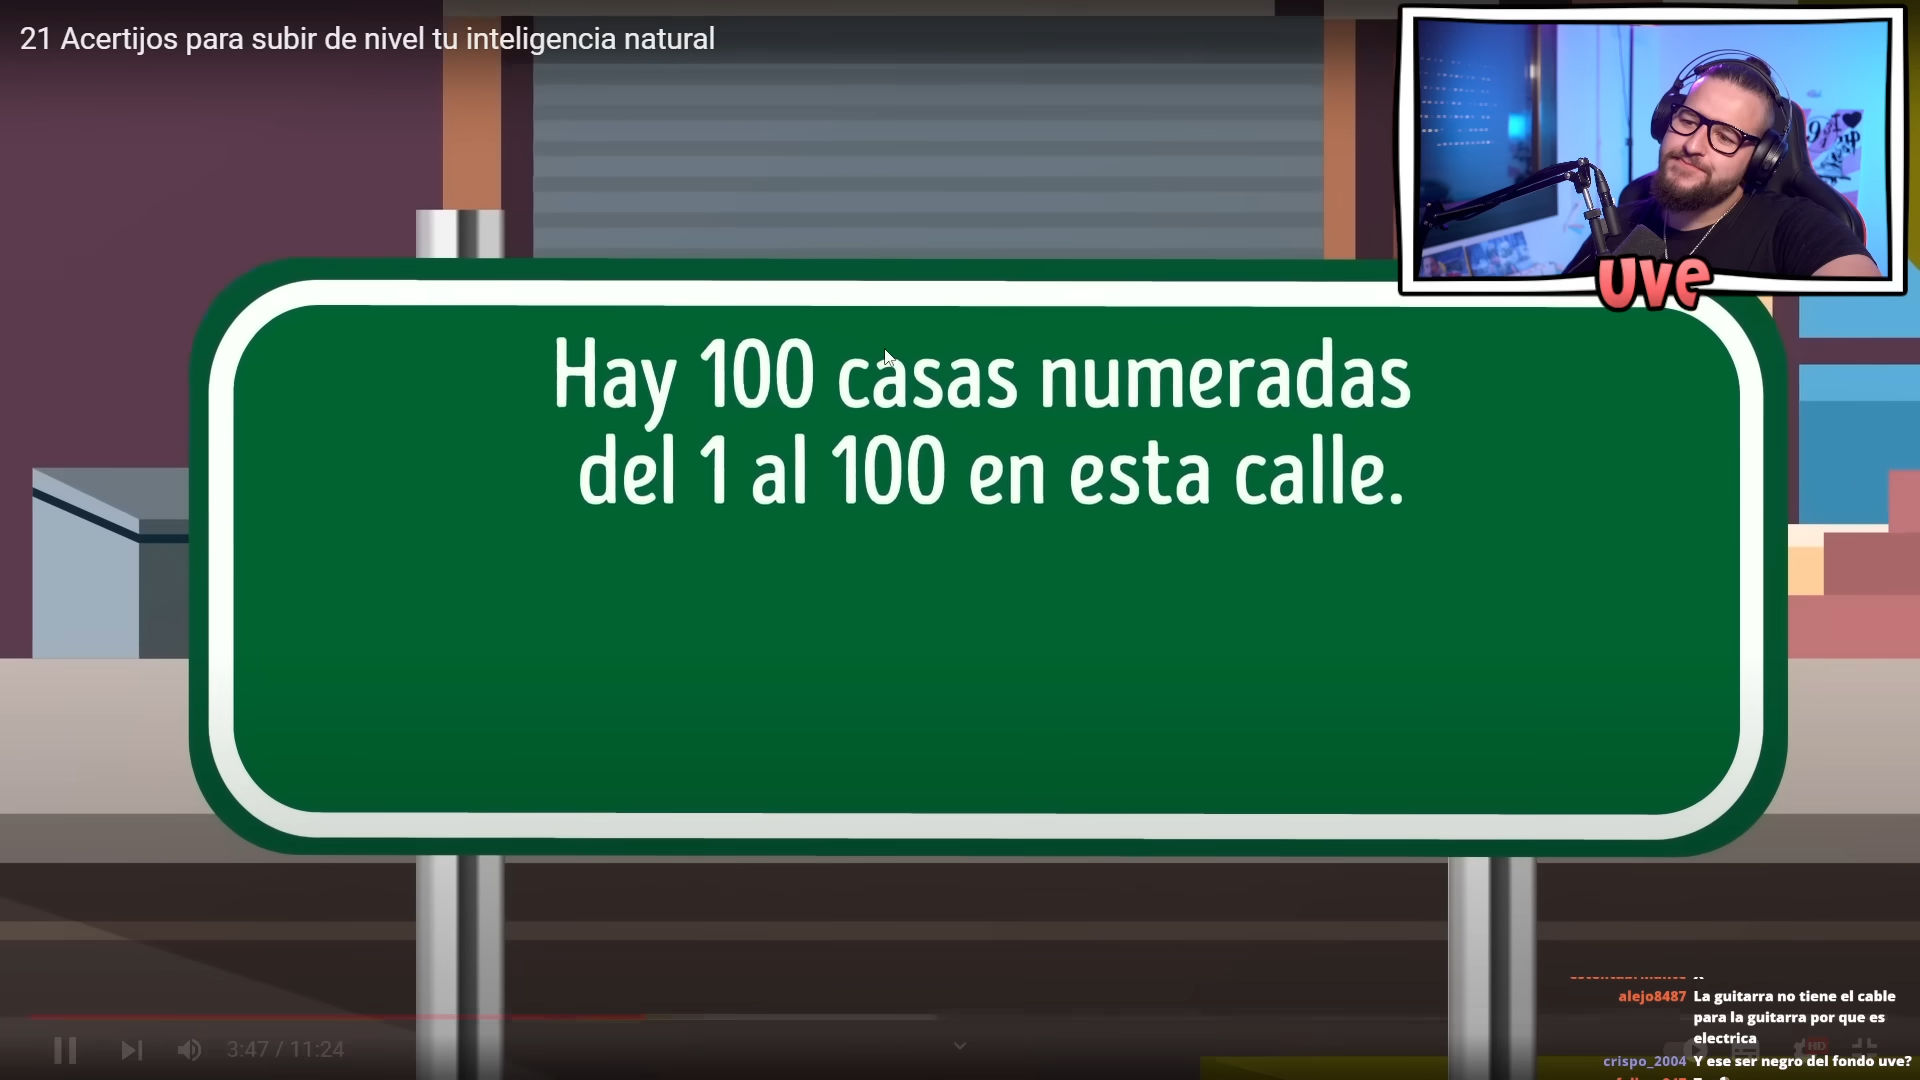 21 Acertijos para subir de nivel tu inteligencia natural
uve
Hay 100 casas numeradas
del 1 al 100 en esta calle.
alejo8487 La guitarra no tiene el cable
para la guitarra por que es
electrica
crispo_2004 Y ese ser negro del fondo uve?
3:47 / 11:24
HD